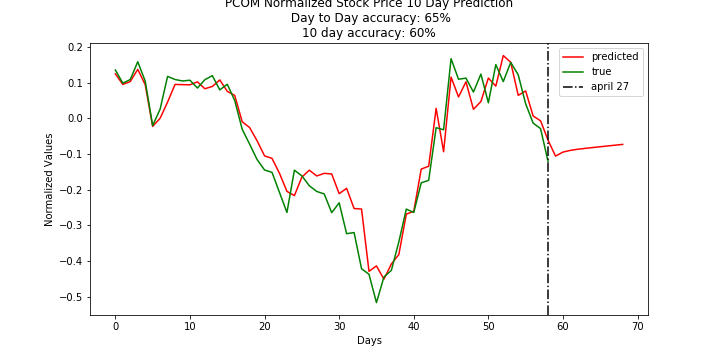 PCOM Normalized Stock Price 10 Day Prediction
Day to Day accuracy: 65%
10 day accuracy: 60%
predicted
true
april 27
Normalized Values
0.2
0.1
0.0
−0.1
−0.2
−0.3
−0.4
−0.5
0 10 20 30 40 50 60 70
Days